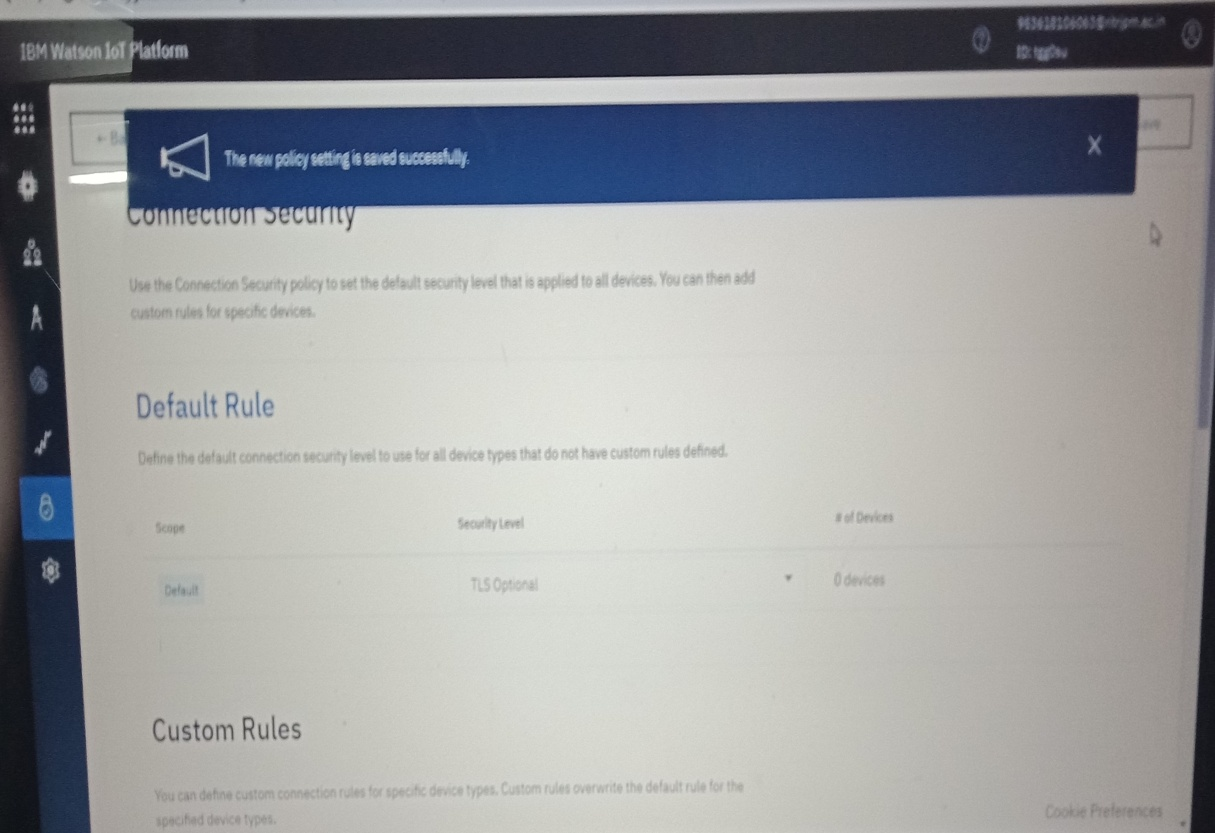 IBM Watson IoT Platform
ID:
← Ba
The new policy setting is saved successfully.
X
Connection Security
Use the Connection Security policy to set the default security level that is applied to all devices. You can then add
custom rules for specific devices.
Default Rule
Define the default connection security level to use for all device types that do not have custom rules defined.
Scope
Security Level
# of Devices
Default
TLS Optional
0 devices
Custom Rules
You can define custom connection rules for specific device types. Custom rules overwrite the default rule for the
specified device types.
Cookie Preferences